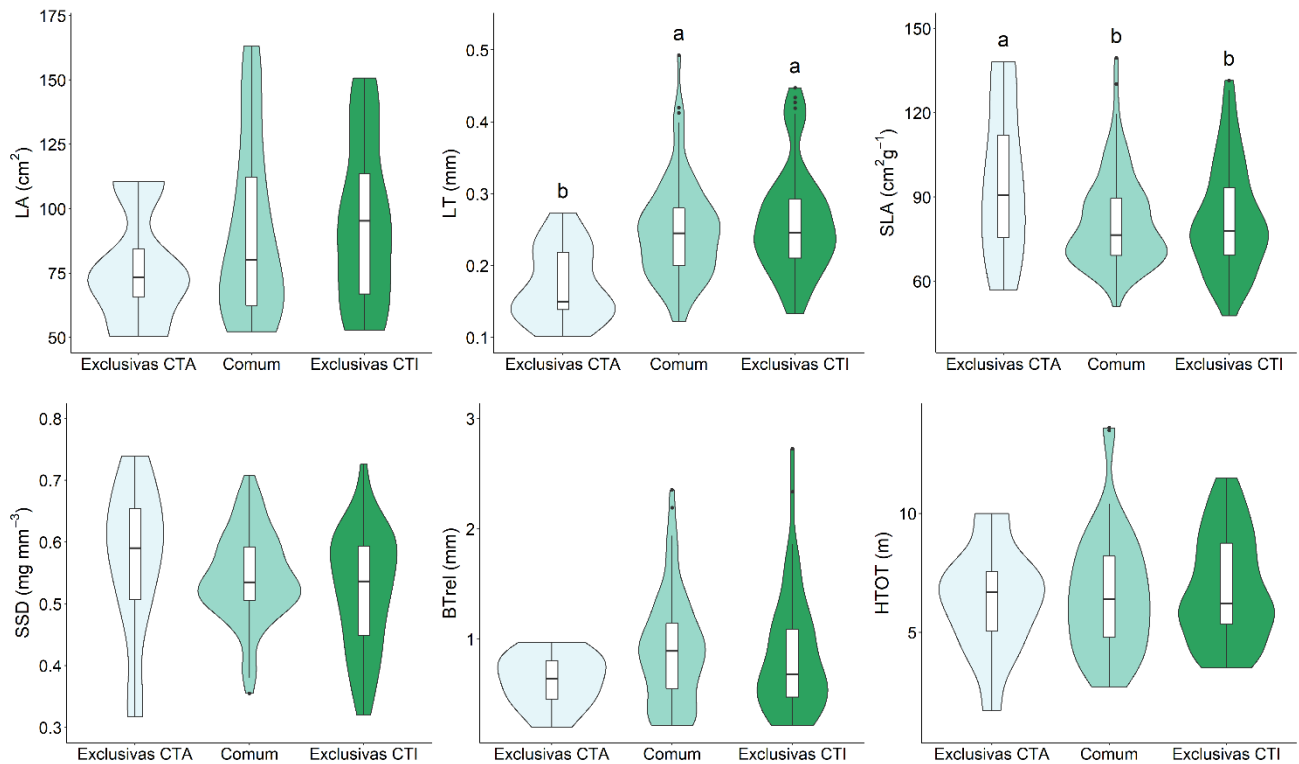 LA (cm²)
175
150
125
100
75
50
Exclusivas CTA Comum Exclusivas CTI
LT (mm)
0.5
0.4
0.3
0.2
0.1
b
a
a
Exclusivas CTA Comum Exclusivas CTI
SLA (cm²g⁻¹)
150
120
90
60
a
b
b
Exclusivas CTA Comum Exclusivas CTI
SSD (mg mm⁻³)
0.8
0.7
0.6
0.5
0.4
0.3
Exclusivas CTA Comum Exclusivas CTI
BTrel (mm)
3
2
1
Exclusivas CTA Comum Exclusivas CTI
HTOT (m)
10
5
Exclusivas CTA Comum Exclusivas CTI